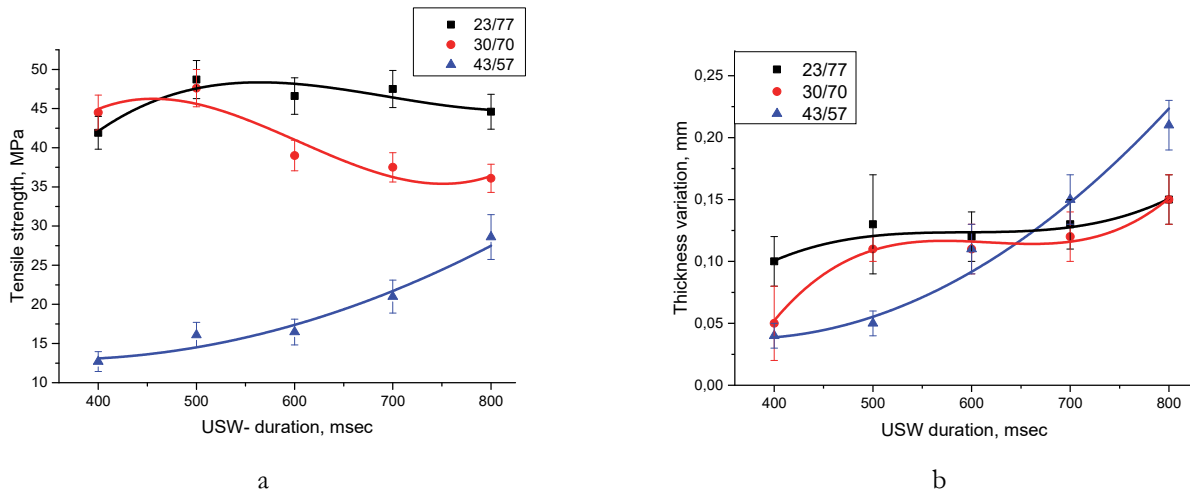 23/77
30/70
43/57
50
45
40
35
30
25
20
15
10
Tensile strength, MPa
400 500 600 700 800
USW- duration, msec
a
23/77
30/70
43/57
0,25
0,20
0,15
0,10
0,05
0,00
Thickness variation, mm
400 500 600 700 800
USW duration, msec
b